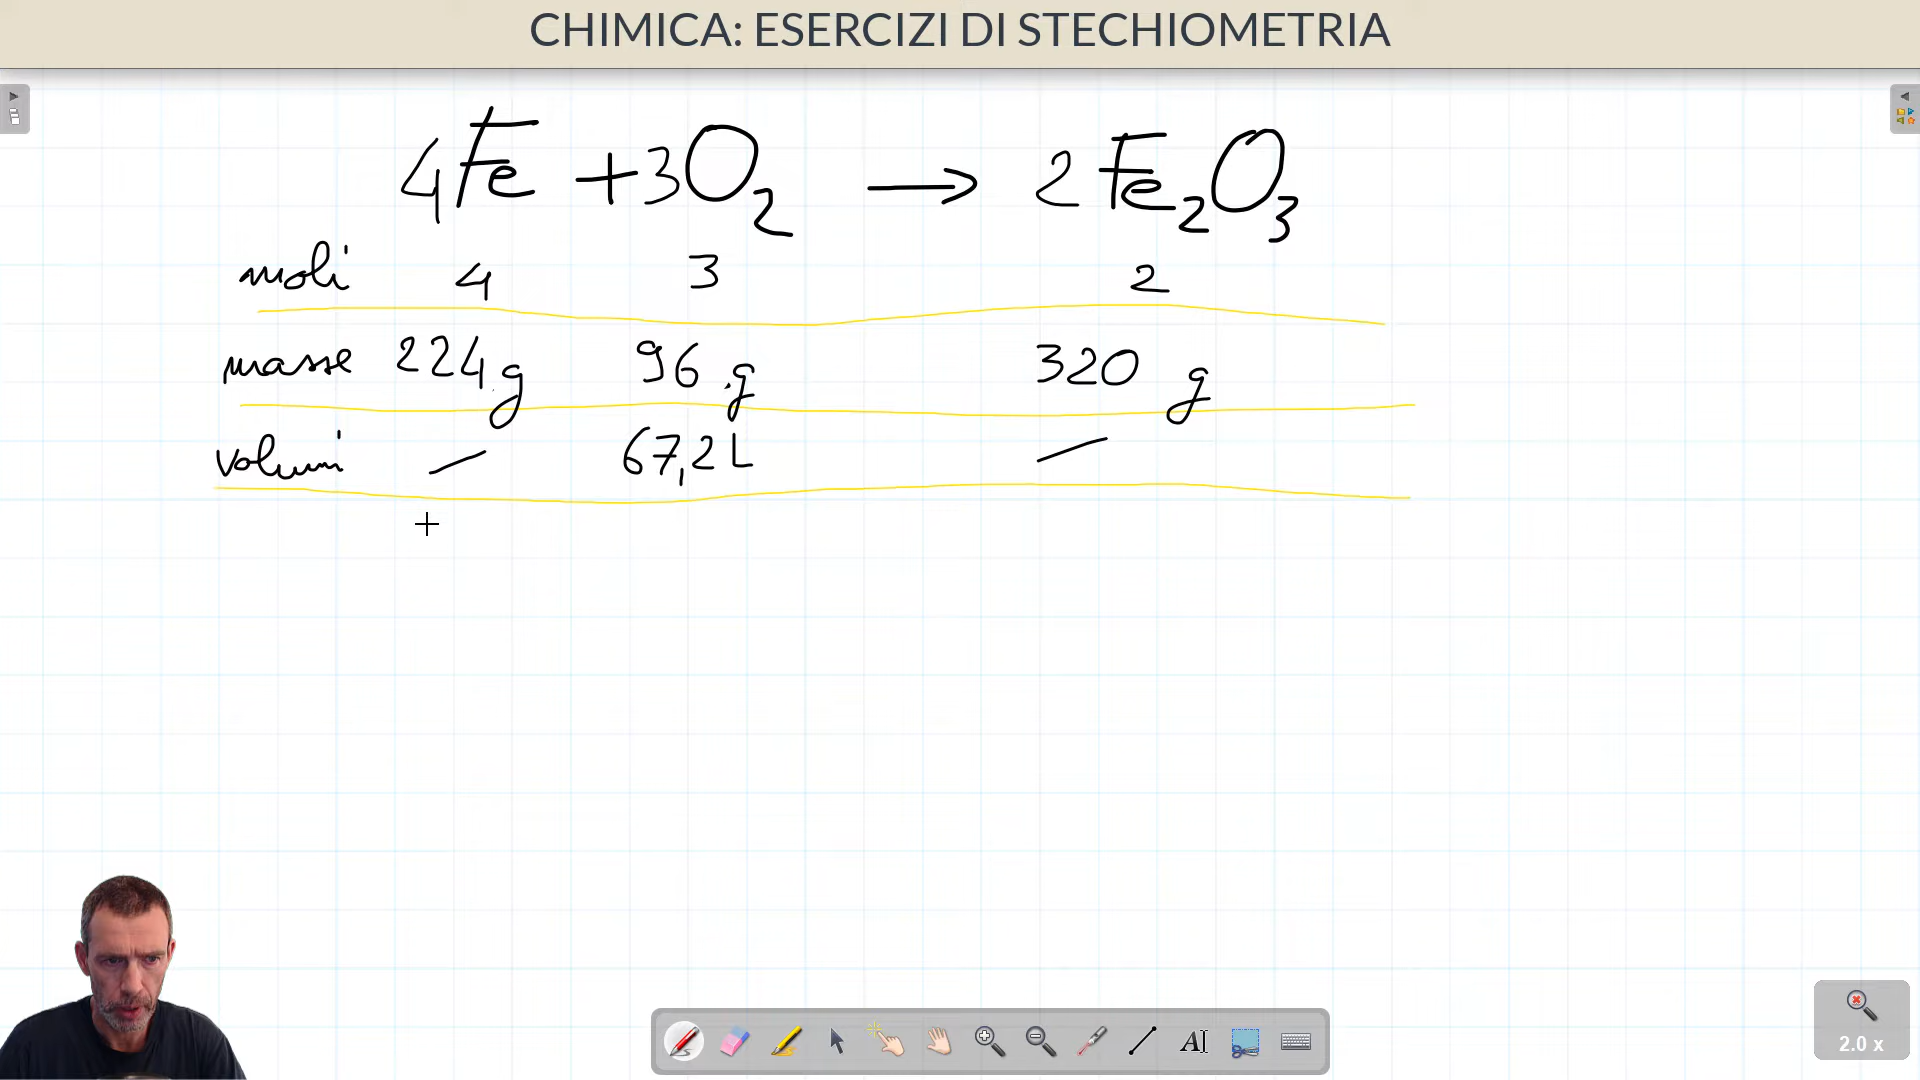 CHIMICA: ESERCIZI DI STECHIOMETRIA
4Fe + 3O₂ → 2Fe₂O₃
moli 4 3 2
masse 224 g 96 g 320 g
volumi — 67,2 L —
AI
2.0 x